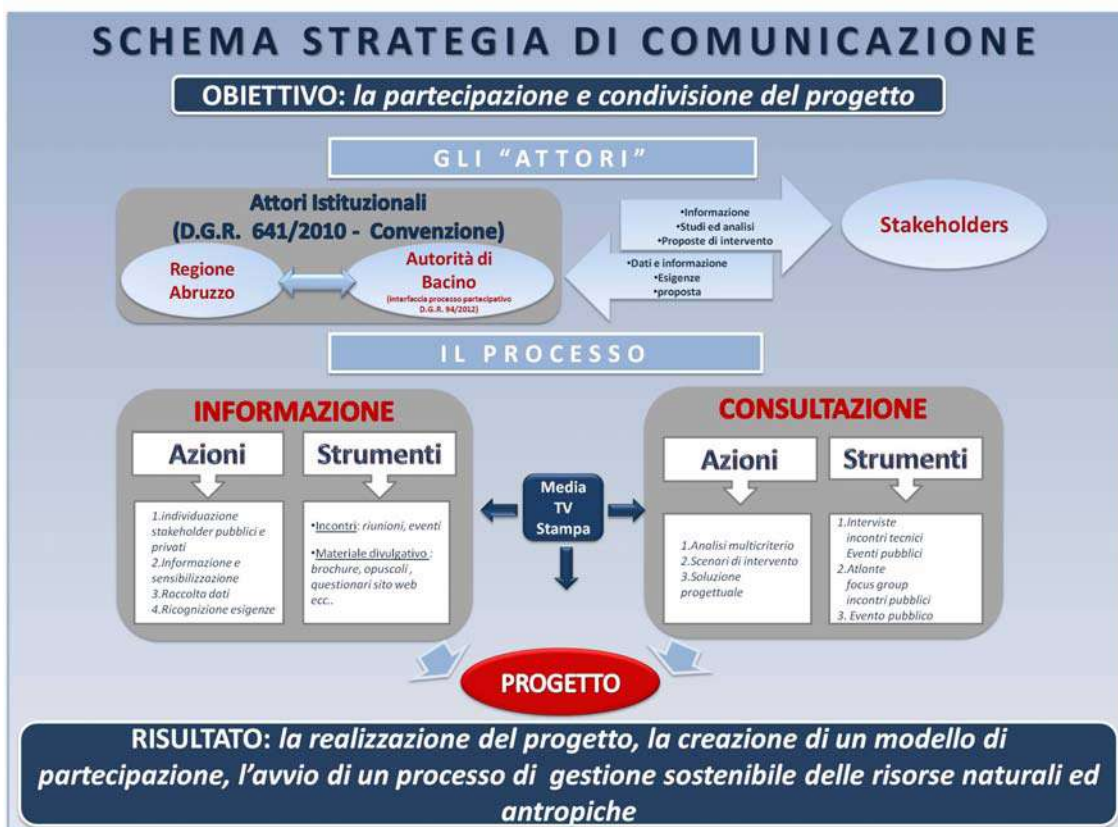 SCHEMA STRATEGIA DI COMUNICAZIONE
OBIETTIVO: la partecipazione e condivisione del progetto
GLI “ATTORI”
Attori Istituzionali
(D.G.R. 641/2010 - Convenzione)
Regione
Abruzzo
Autorità di
Bacino
(interfaccia processo partecipativo
D.G.R. 94/2012)
•Informazione
•Studi ed analisi
•Proposte di intervento
•Dati e informazione
•Esigenze
•proposta
Stakeholders
IL PROCESSO
INFORMAZIONE
Azioni
1.individuazione
stakeholder pubblici e
privati
2.Informazione e
sensibilizzazione
3.Raccolta dati
4.Ricognizione esigenze
Strumenti
•Incontri: riunioni, eventi
•Materiale divulgativo :
brochure, opuscoli ,
questionari sito web
ecc..
Media
TV
Stampa
CONSULTAZIONE
Azioni
1.Analisi multicriterio
2.Scenari di intervento
3.Soluzione
progettuale
Strumenti
1.Interviste
incontri tecnici
Eventi pubblici
2.Atlante
focus group
incontri pubblici
3. Evento pubblico
PROGETTO
RISULTATO: la realizzazione del progetto, la creazione di un modello di
partecipazione, l’avvio di un processo di gestione sostenibile delle risorse naturali ed
antropiche